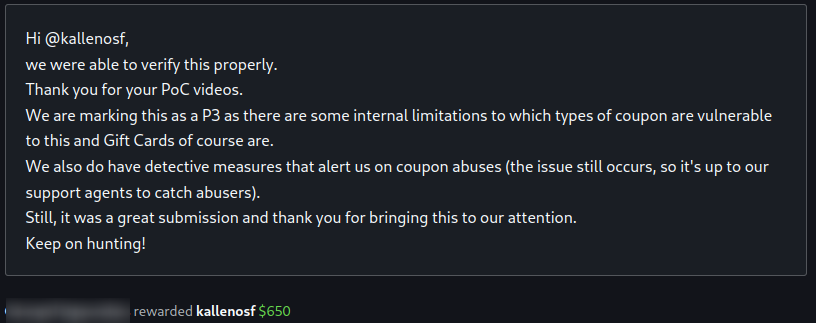 Hi @kallenosf,
we were able to verify this properly.
Thank you for your PoC videos.
We are marking this as a P3 as there are some internal limitations to which types of coupon are vulnerable
to this and Gift Cards of course are.
We also do have detective measures that alert us on coupon abuses (the issue still occurs, so it's up to our
support agents to catch abusers).
Still, it was a great submission and thank you for bringing this to our attention.
Keep on hunting!
rewarded kallenosf $650